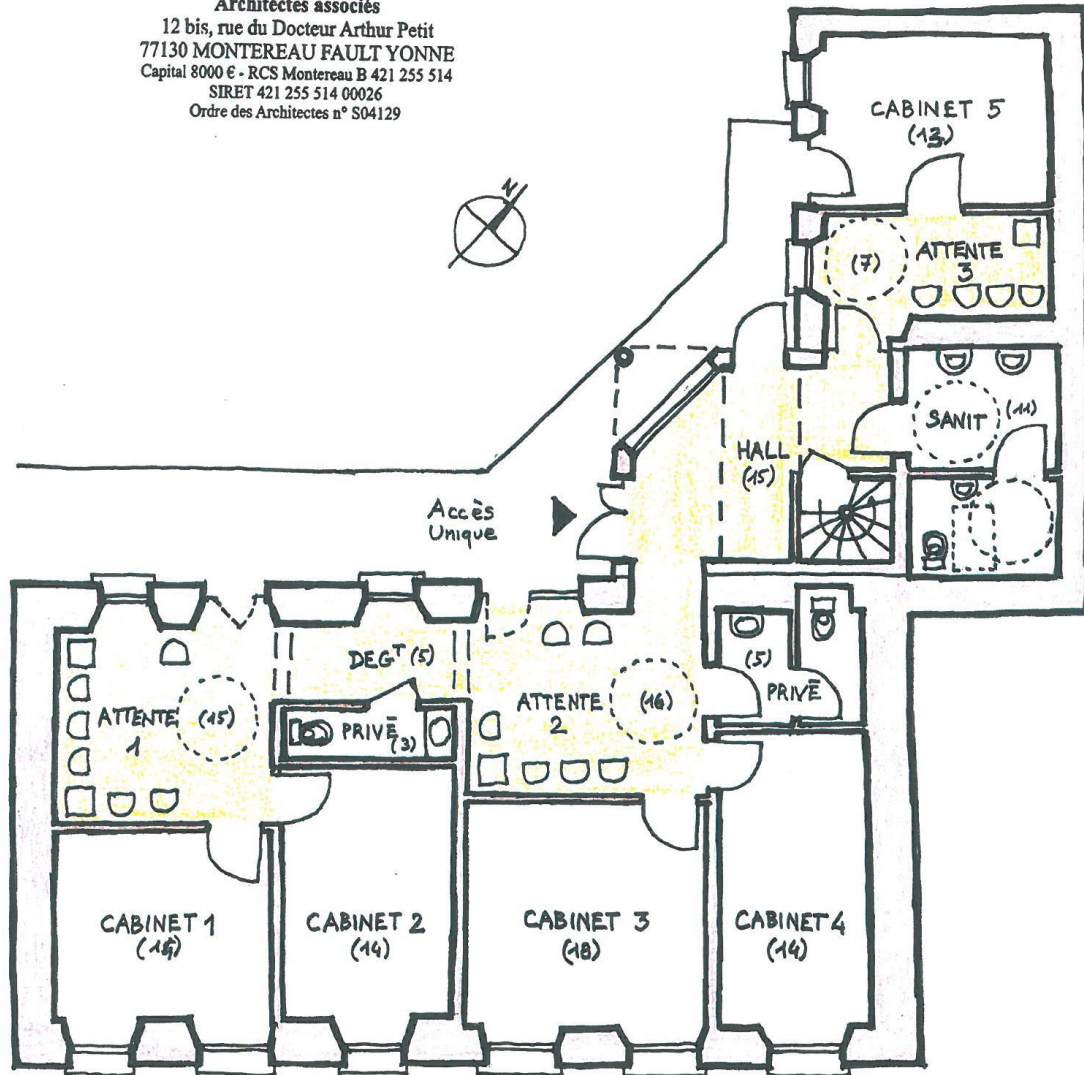 Architectes associés
12 bis, rue du Docteur Arthur Petit
77130 MONTEREAU FAULT YONNE
Capital 8000 € - RCS Montereau B 421 255 514
SIRET 421 255 514 00026
Ordre des Architectes n° S04129
N
CABINET 5
(13)
(7)
ATTENTE
3
SANIT (11)
HALL
(15)
Accès
Unique
DEGT (5)
ATTENTE (15)
1
PRIVÉ
(3)
ATTENTE (16)
2
(5)
PRIVÉ
CABINET 1
CABINET 2
(14)
CABINET 3
(18)
CABINET 4
(14)